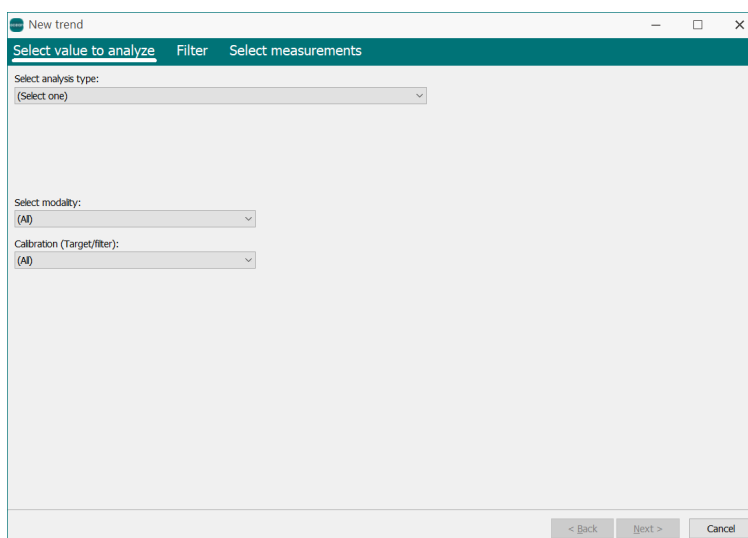 New trend
Select value to analyze Filter Select measurements
Select analysis type:
(Select one)
Select modality:
(All)
Calibration (Target/filter):
(All)
< Back Next > Cancel